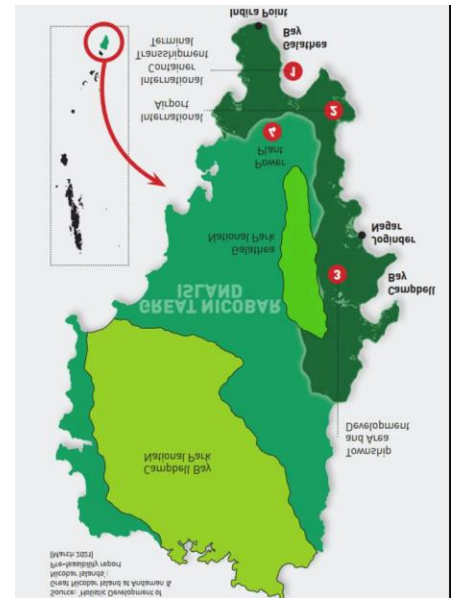 Source: 'Holistic Development of
Great Nicobar Island at Andaman &
Nicobar Islands',
Pre-feasibility report
(March 2021)
Campbell Bay
National Park
Township
and Area
Development
GREAT NICOBAR
ISLAND
Campbell
Bay
3
Galathea
National Park
Joginder
Nagar
Power
Plant
4
International
Airport
2
International
Container
Transshipment
Terminal
1
Galathea
Bay
Indira Point